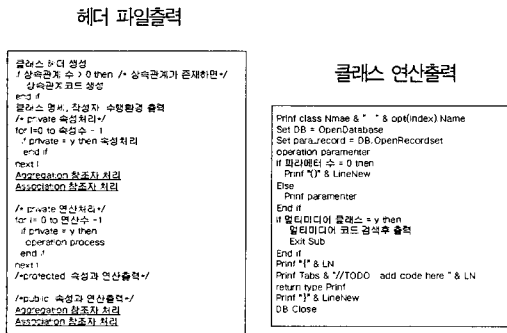 헤더 파일출력
클래스 헤더 생성
if 상속관계 수 > 0 then /* 상속관계가 존재하면*/
상속관계코드 생성
end if
클래스 명세, 작성자 수행환경 출력
/* private 속성처리*/
for i=0 to 속성수 - 1
if private = y then 속성처리
end if
next i
Aggregation 참조자 처리
Association 참조자 처리
/* private 연산처리*/
for i= 0 to 연산수 -1
if private = y then
operation process
end if
next i
/*protected 속성과 연산출력*/
/*public 속성과 연산출력*/
Aggregation 참조자 처리
Association 참조자 처리
클래스 연산출력
Print class Nmae & " " & opt(index).Name
Set DB = OpenDatabase
Set para_record = DB.OpenRecordset
operation paramenter
if 파라메터 수 = 0 then
Print "()" & LineNew
Else
Print paramenter
End if
if 멀티미디어 클래스 = y then
멀티미디어 코드 검색후 출력
Exit Sub
End if
Print "{" & LN
Print Tabs & "//TODO add code here " & LN
return type Print
Print "}" & LineNew
DB Close